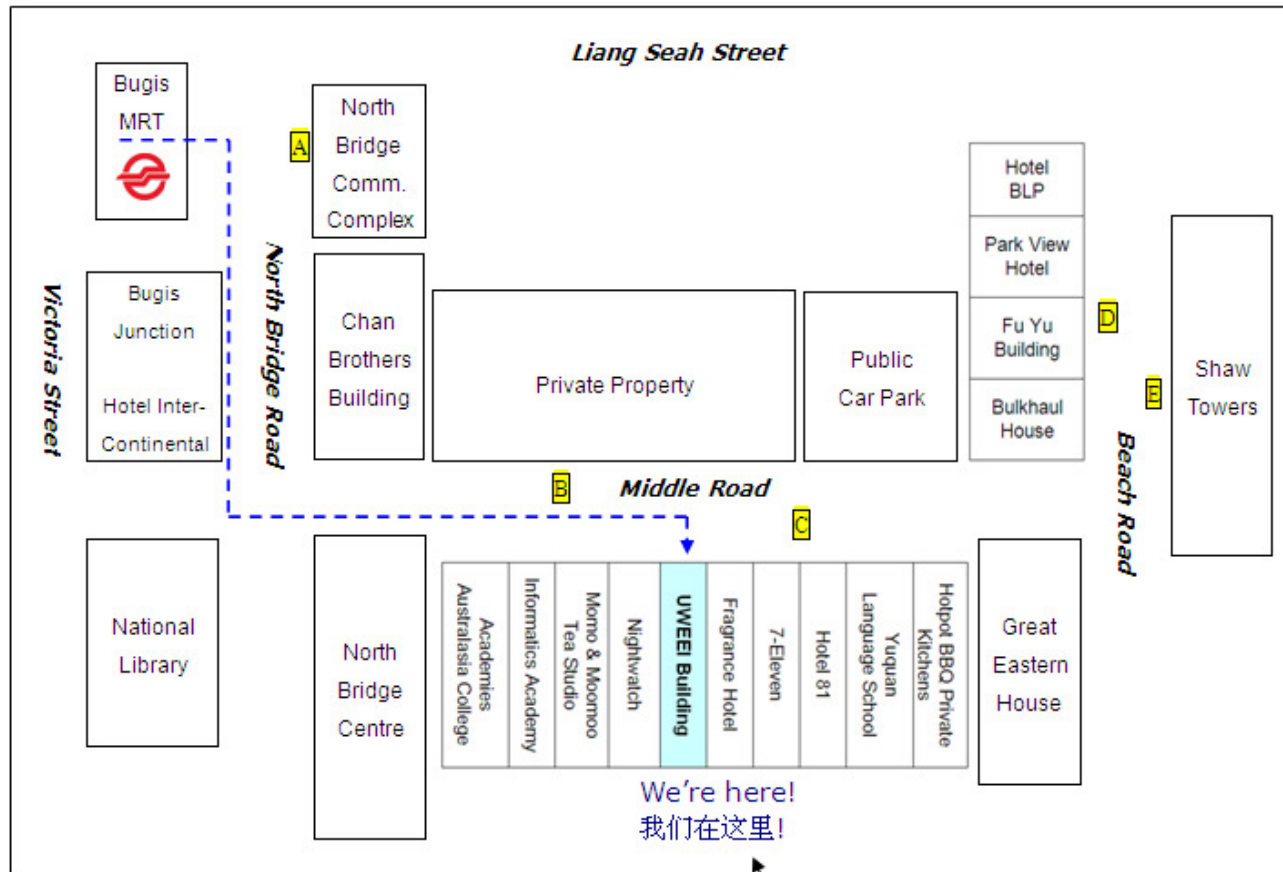 Liang Seah Street
Bugis
MRT
North
Bridge
Comm.
Complex
A
Hotel
BLP
Park View
Hotel
Fu Yu
Building
Bulkhaul
House
D
E
Shaw
Towers
Victoria Street
Bugis
Junction
Hotel Inter-
Continental
North Bridge Road
Chan
Brothers
Building
Private Property
Public
Car Park
Beach Road
B
Middle Road
C
National
Library
North
Bridge
Centre
Academies
Australasia College
Informatics Academy
Momo & Moomoo
Tea Studio
Nightwatch
UWEEI Building
Fragrance Hotel
7-Eleven
Hotel 81
Yuquan
Language School
Hotpot BBQ Private
Kitchens
Great
Eastern
House
We're here!
我们在这里!